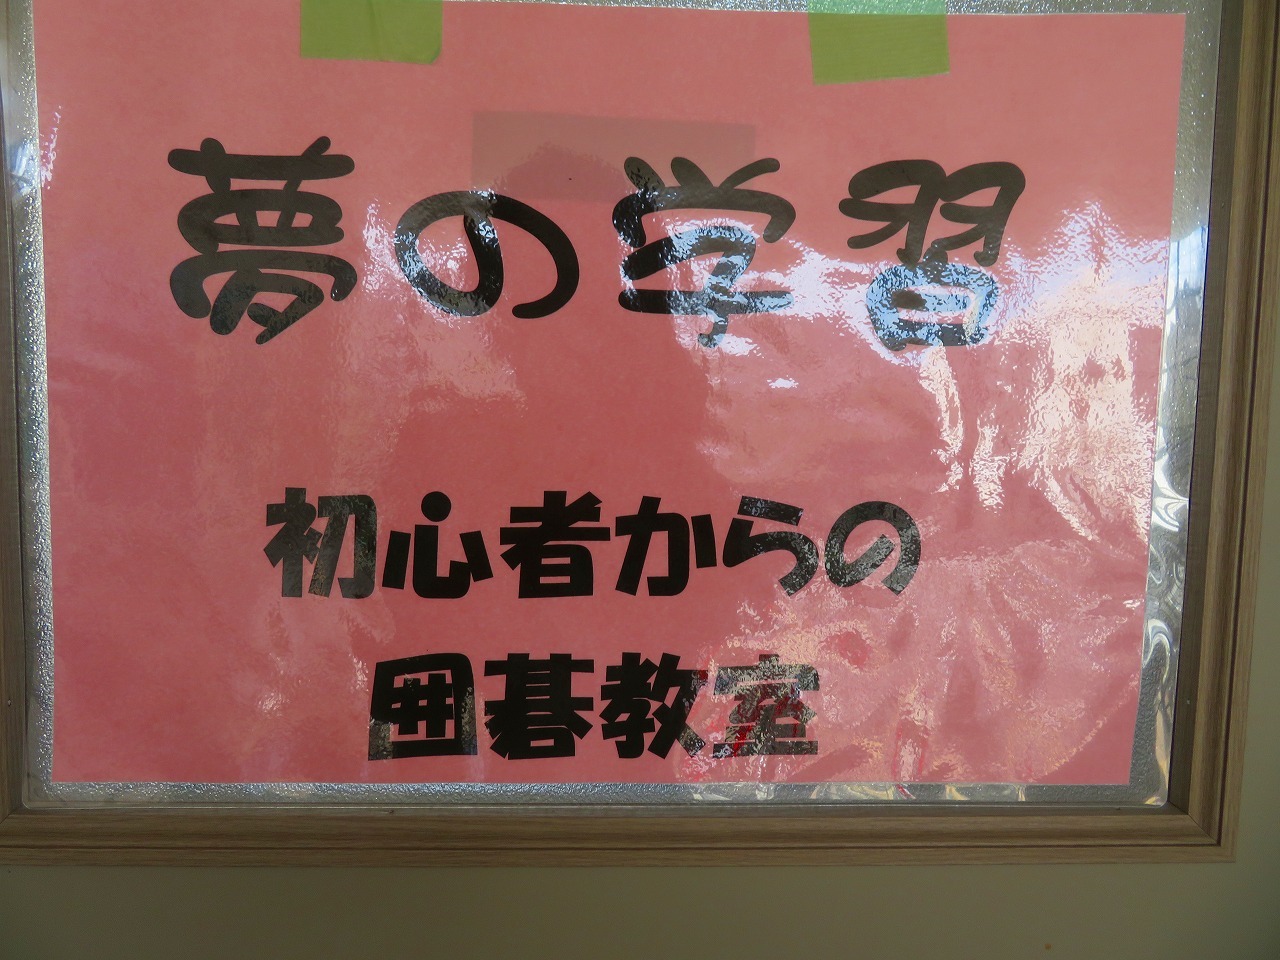 夢の学習
初心者からの
囲碁教室